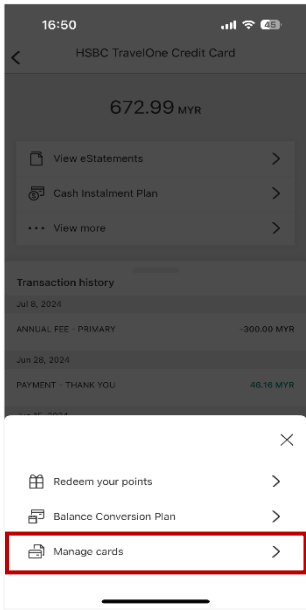 16:50
45
HSBC TravelOne Credit Card
672.99 MYR
View eStatements
Cash Instalment Plan
View more
Transaction history
Jul 8, 2024
ANNUAL FEE - PRIMARY -300.00 MYR
Jun 28, 2024
PAYMENT - THANK YOU 46.16 MYR
Redeem your points
Balance Conversion Plan
Manage cards